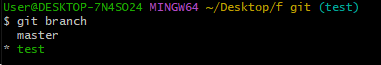 User@DESKTOP-7N4SO24 MINGW64 ~/Desktop/f git (test)
$ git branch
  master
* test